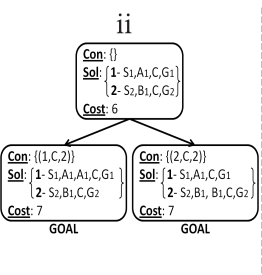 ii
Con: {}
Sol: { 1- S1,A1,C,G1
2- S2,B1,C,G2 }
Cost: 6
Con: {(1,C,2)}
Sol: { 1- S1,A1,A1,C,G1
2- S2,B1,C,G2 }
Cost: 7
GOAL
Con: {(2,C,2)}
Sol: { 1- S1,A1,C,G1
2- S2,B1, B1,C,G2 }
Cost: 7
GOAL